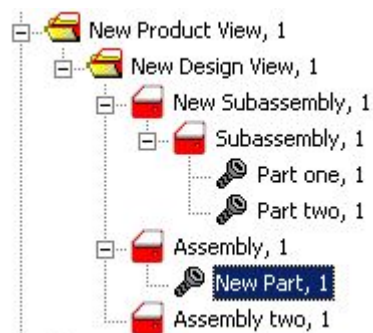 New Product View, 1
New Design View, 1
New Subassembly, 1
Subassembly, 1
Part one, 1
Part two, 1
Assembly, 1
New Part, 1
Assembly two, 1